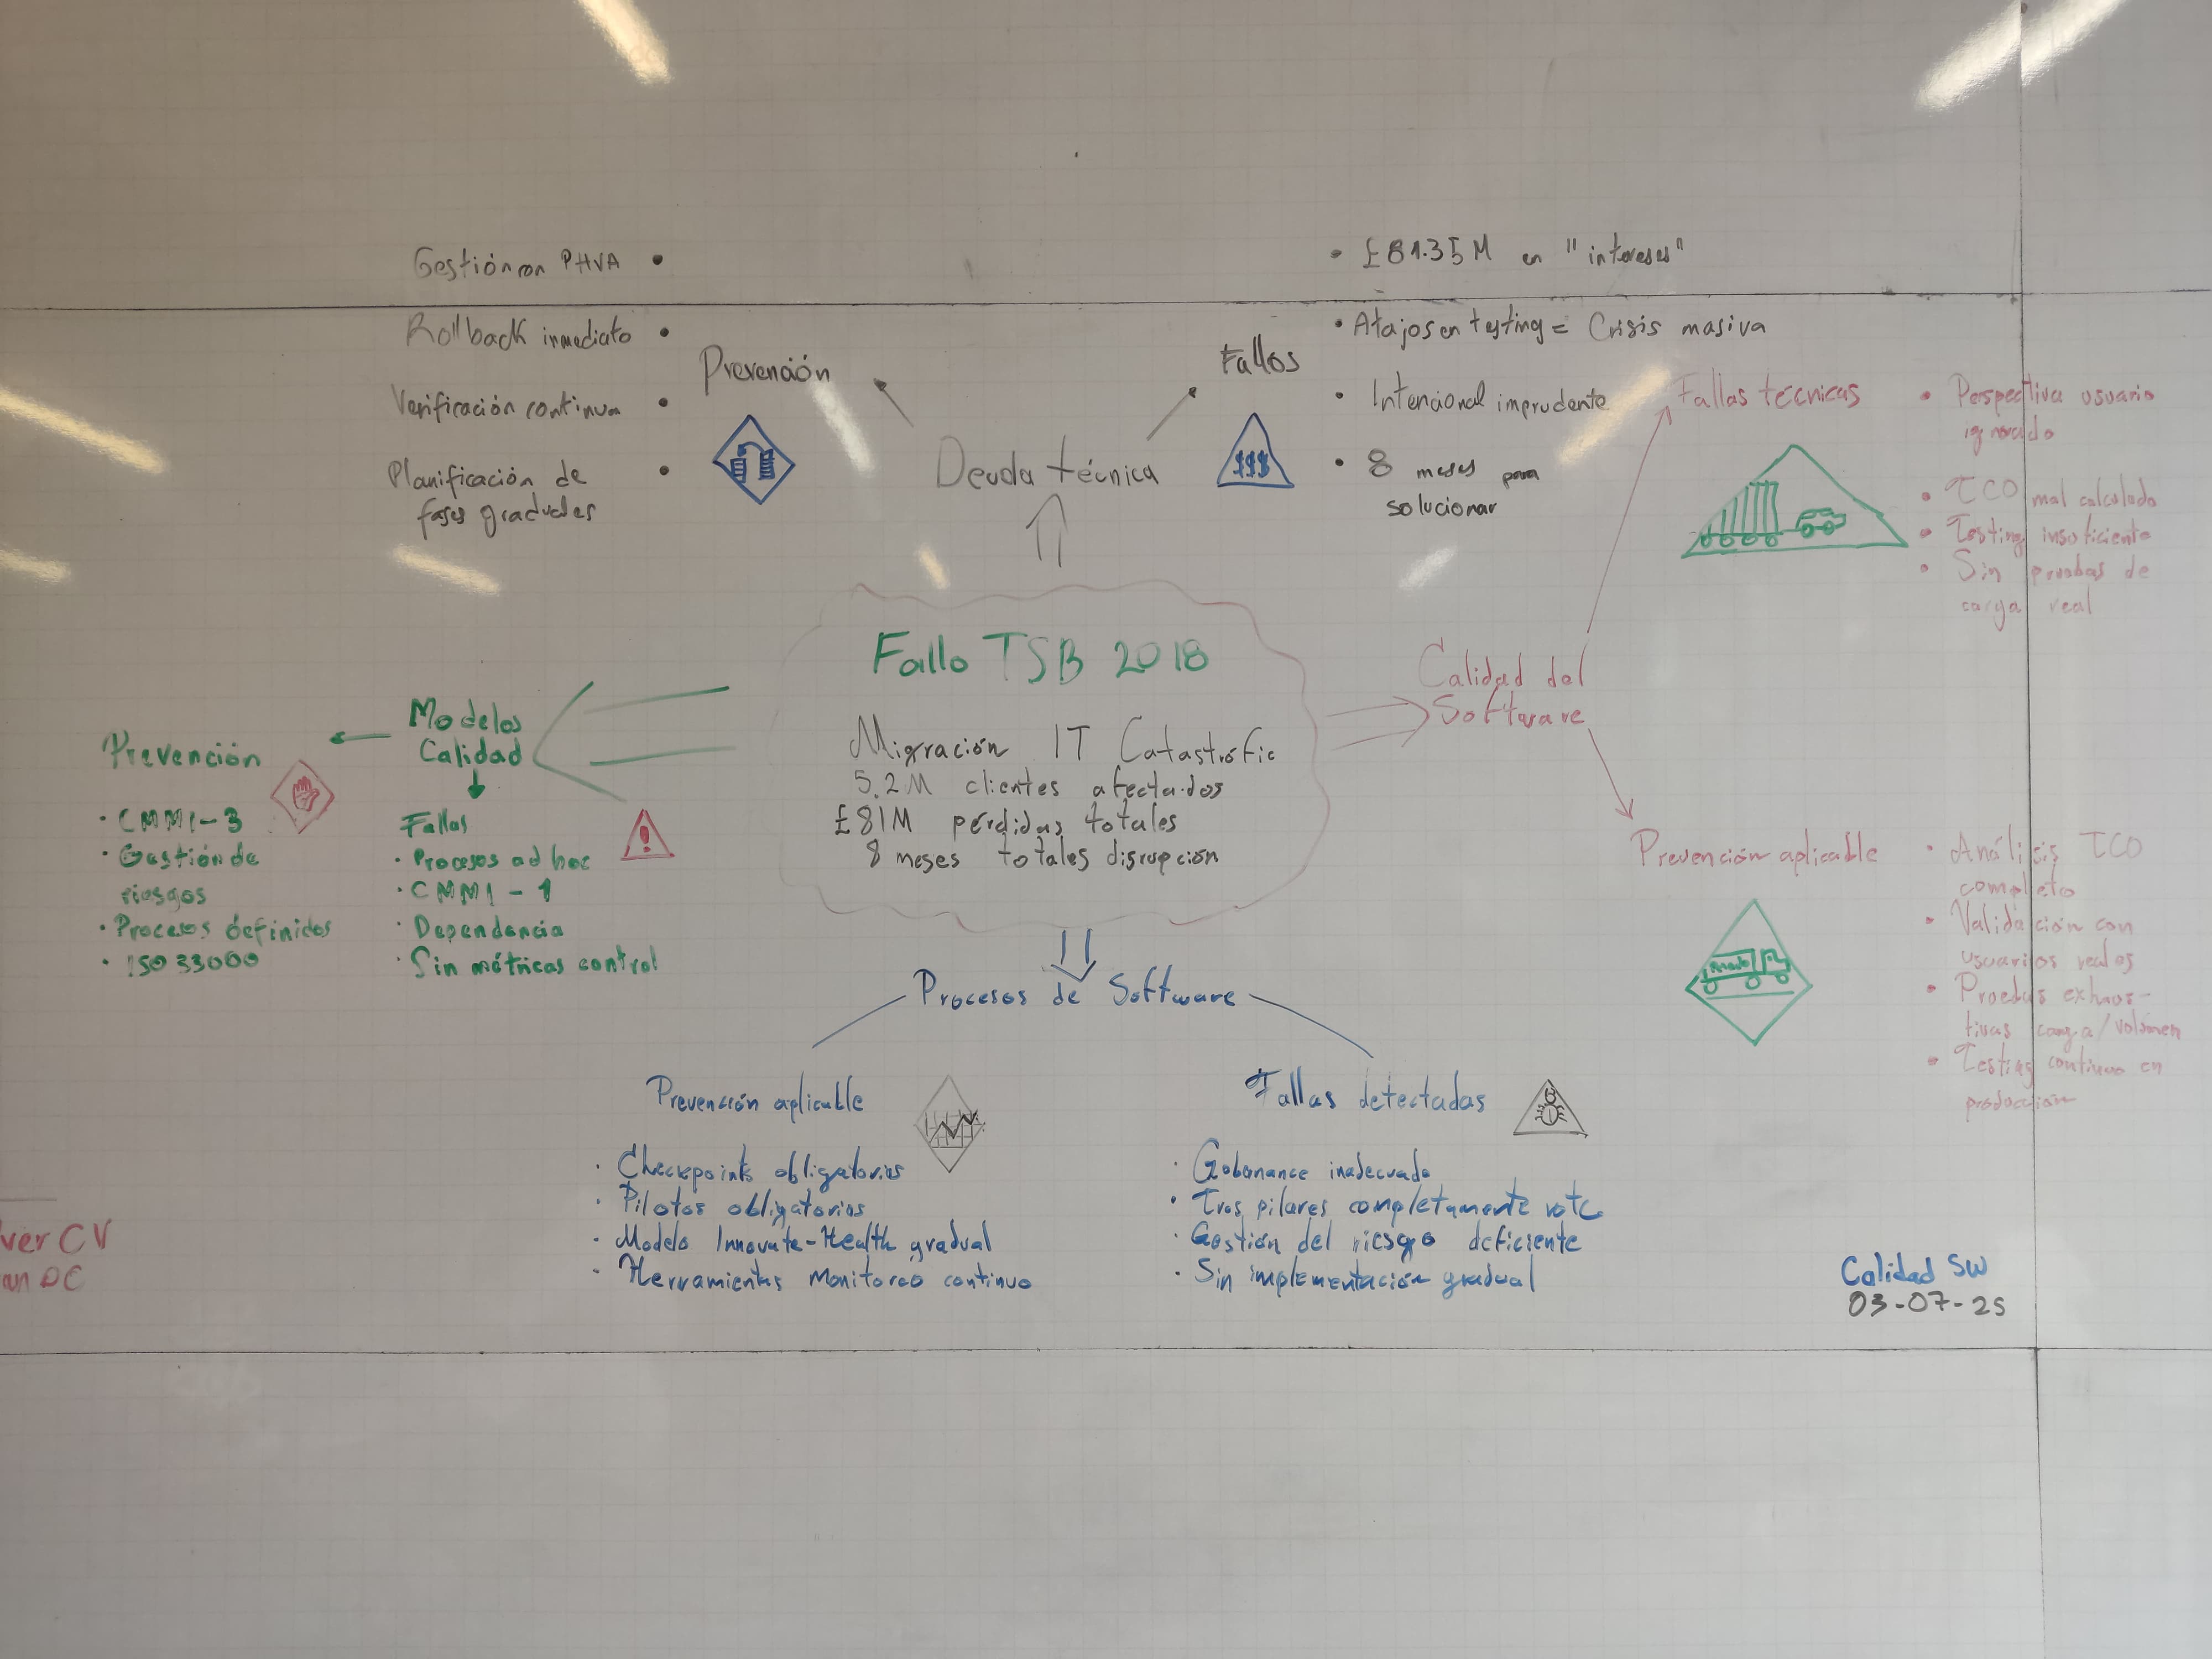 Gestión con PHVA •
Rollback inmediato •
Verificación continua •
Planificación de •
fases graduales
Prevención
Deuda técnica
Fallos
• £81.35M en "intereses"
• Atajos en testing = Crisis masiva
• Intencional imprudente
• 8 meses para
solucionar
$$$
Fallo TSB 2018
Migración IT Catastrófic
5.2M clientes afectados
£81M pérdidas totales
8 meses totales disrupción
Calidad del
Software
Fallas técnicas
• Perspectiva usuario
ignorado
• TCO mal calculado
• Testing insuficiente
• Sin pruebas de
carga real
Prevención aplicable
• Análisis TCO
completo
• Validación con
usuarios reales
• Pruebas exhaus-
tivas carga/volúmen
• Testing continuo en
producción
Modelos
Calidad
Prevención
• CMMI-3
• Gestión de
riesgos
• Procesos definidos
• ISO 33000
Fallas
• Procesos ad hoc
• CMMI - 1
• Dependencia
• Sin métricas control
!
Procesos de Software
Prevención aplicable
• Checkpoints obligatorios
• Pilotos obligatorios
• Modelo Innovate-Health gradual
• Herramientas Monitoreo continuo
Fallas detectadas
• Gobernance inadecuada
• Tres pilares completamente
• Gestión del riesgo deficiente
• Sin implementación gradual
ver CV
an DC
Calidad SW
03-07-25